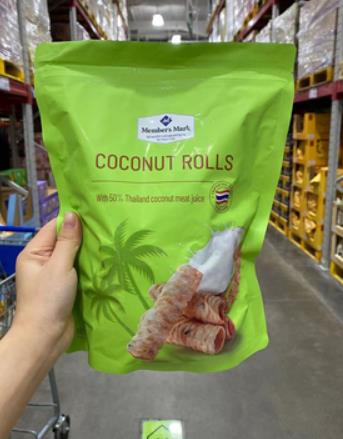 Member's Mark
COCONUT ROLLS
With 50% Thailand coconut meat juice